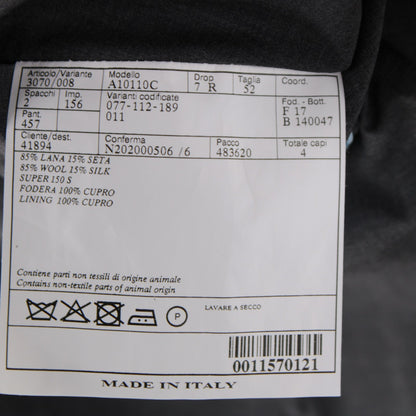 Articolo/Variante Modello Drop Taglia Coord.
3070/008 A10110C 7 R 52
Spacchi Imp. Varianti codificate Fod. - Bott.
2 156 077-112-189 F 17
Pant. 011 B 140047
457
Cliente/dest. Conferma Pacco Totale capi
41894 N202000506 /6 483620 4
85% LANA 15% SETA
85% WOOL 15% SILK
SUPER 150 S
FODERA 100% CUPRO
LINING 100% CUPRO
Contiene parti non tessili di origine animale
Contains non-textile parts of animal origin
P LAVARE A SECCO
0011570121
MADE IN ITALY